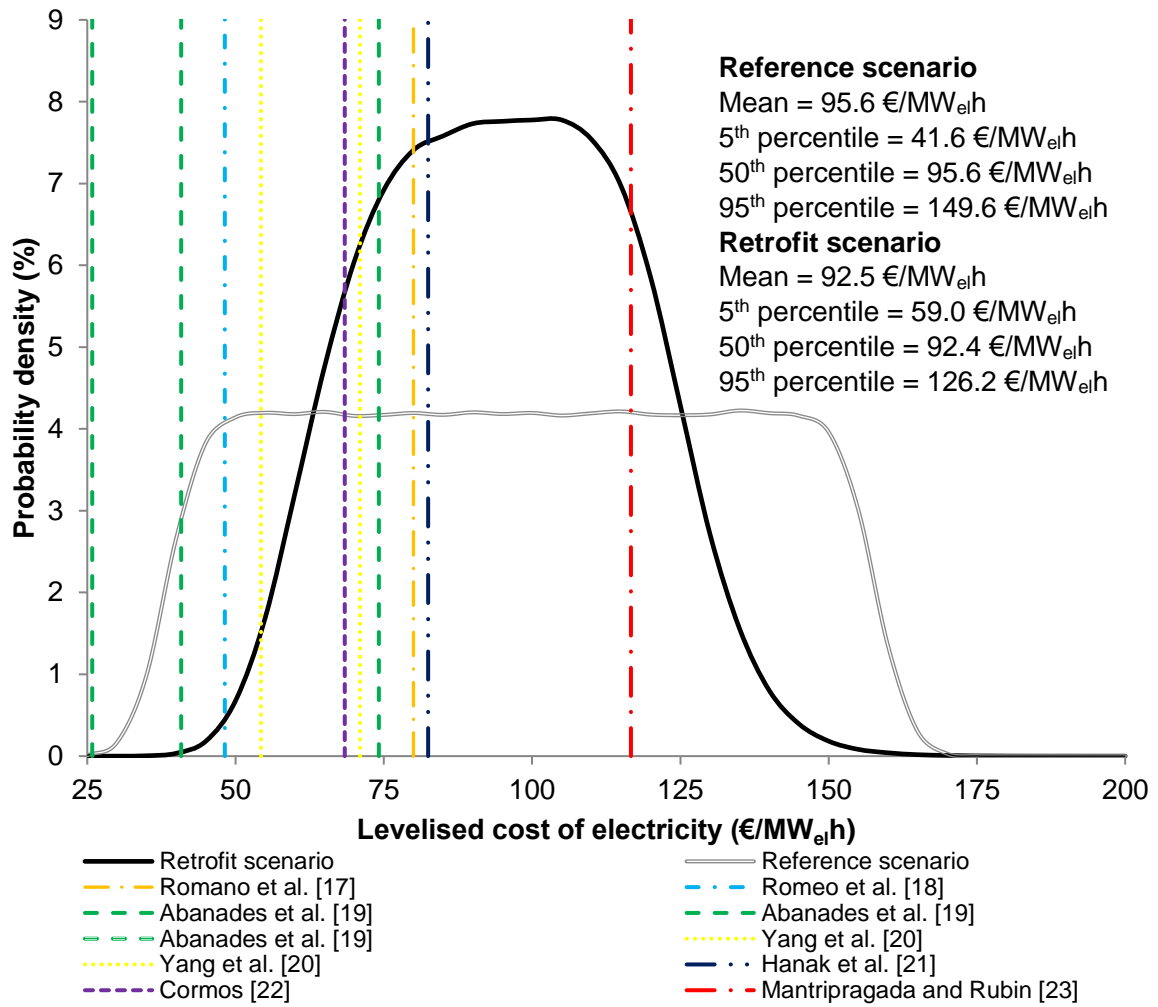 9
8
7
6
5
4
3
2
1
0
Probability density (%)
Reference scenario
Mean = 95.6 €/MWelh
5th percentile = 41.6 €/MWelh
50th percentile = 95.6 €/MWelh
95th percentile = 149.6 €/MWelh
Retrofit scenario
Mean = 92.5 €/MWelh
5th percentile = 59.0 €/MWelh
50th percentile = 92.4 €/MWelh
95th percentile = 126.2 €/MWelh
25 50 75 100 125 150 175 200
Levelised cost of electricity (€/MWelh)
Retrofit scenario Reference scenario
Romano et al. [17] Romeo et al. [18]
Abanades et al. [19] Abanades et al. [19]
Abanades et al. [19] Yang et al. [20]
Yang et al. [20] Hanak et al. [21]
Cormos [22] Mantripragada and Rubin [23]